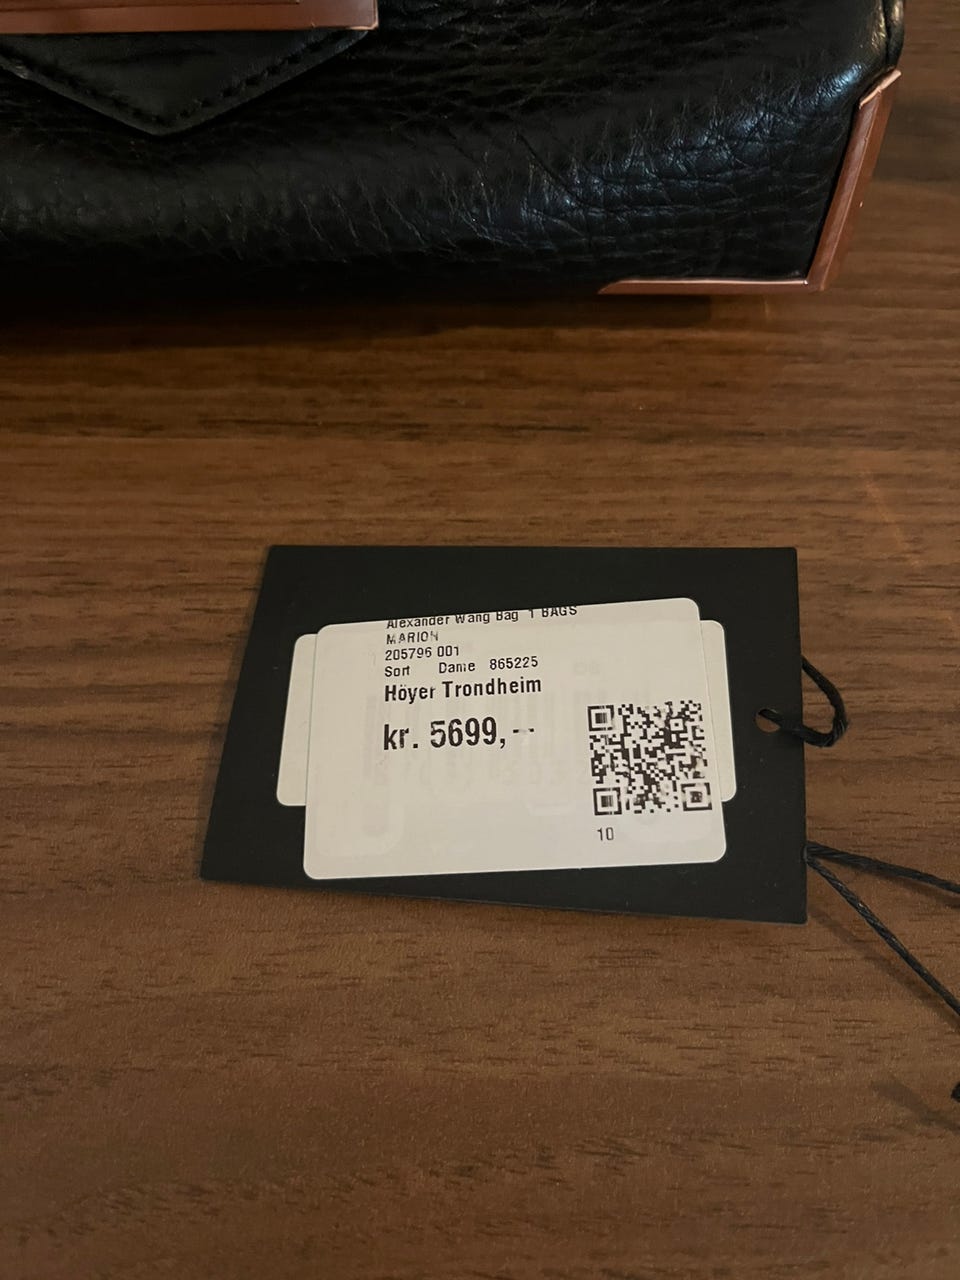 Alexander Wang Bag 1 BAGS
MARION
205796 001
Sort Dame 865225
Höyer Trondheim
kr. 5699,--
10